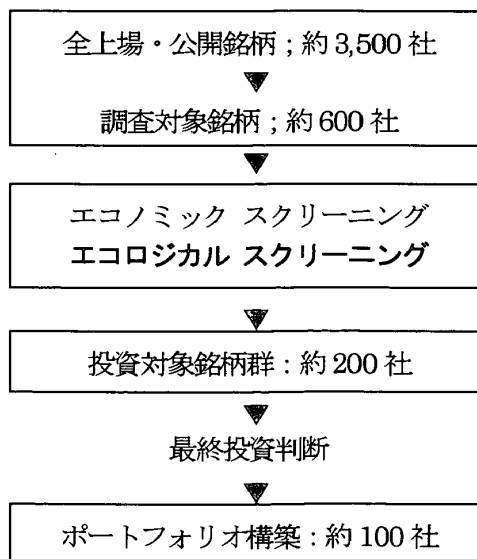 全上場・公開銘柄；約 3,500 社
▼
調査対象銘柄；約 600 社
▼
エコノミック スクリーニング
エコロジカル スクリーニング
▼
投資対象銘柄群：約 200 社
▼
最終投資判断
▼
ポートフォリオ構築：約 100 社